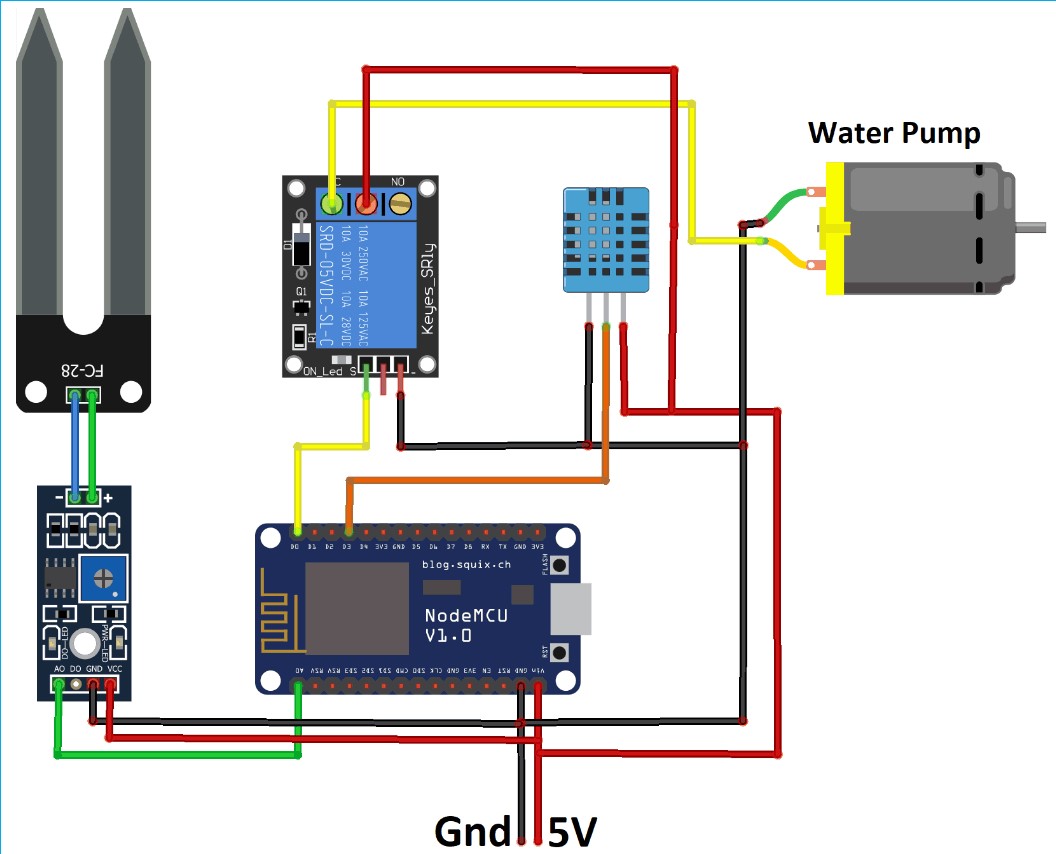 Water Pump
C
NO
SRD-05VDC-SL-C
10A 30VDC 10A 28VDC
10A 250VAC 10A 125VAC
Keyes_SR1y
D1
Q1
R1
ON_Led S
-
FC-28
- +
DO-LED
PWR-LED
AO DO GND VCC
D0 D1 D2 D3 D4 3V3 GND D5 D6 D7 D8 RX TX GND 3V3
blog.squix.ch
FLASH
NodeMCU
V1.0
RST
A0 RSV RSV SD3 SD2 SD1 CMD SD0 CLK GND 3V3 EN RST GND Vin
Gnd 5V